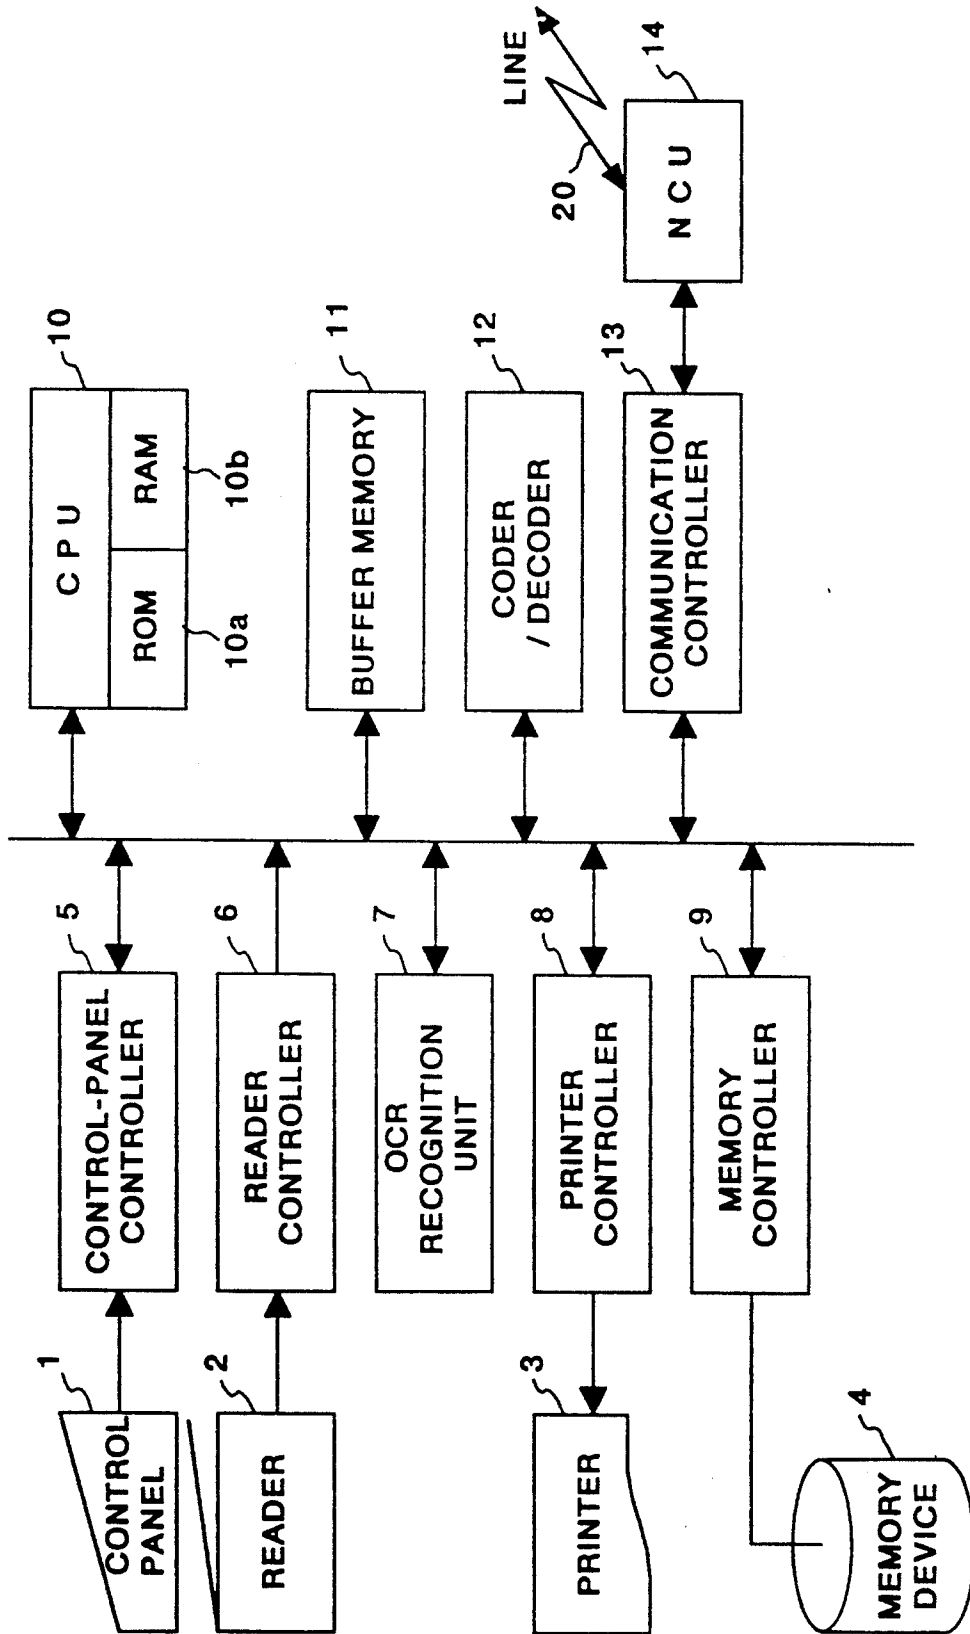 1
CONTROL
PANEL
5
CONTROL-PANEL
CONTROLLER
10
C P U
ROM
RAM
10a
10b
2
READER
6
READER
CONTROLLER
11
BUFFER MEMORY
7
OCR
RECOGNITION
UNIT
12
CODER
/ DECODER
3
PRINTER
8
PRINTER
CONTROLLER
13
COMMUNICATION
CONTROLLER
LINE
20
14
N C U
4
MEMORY
DEVICE
9
MEMORY
CONTROLLER